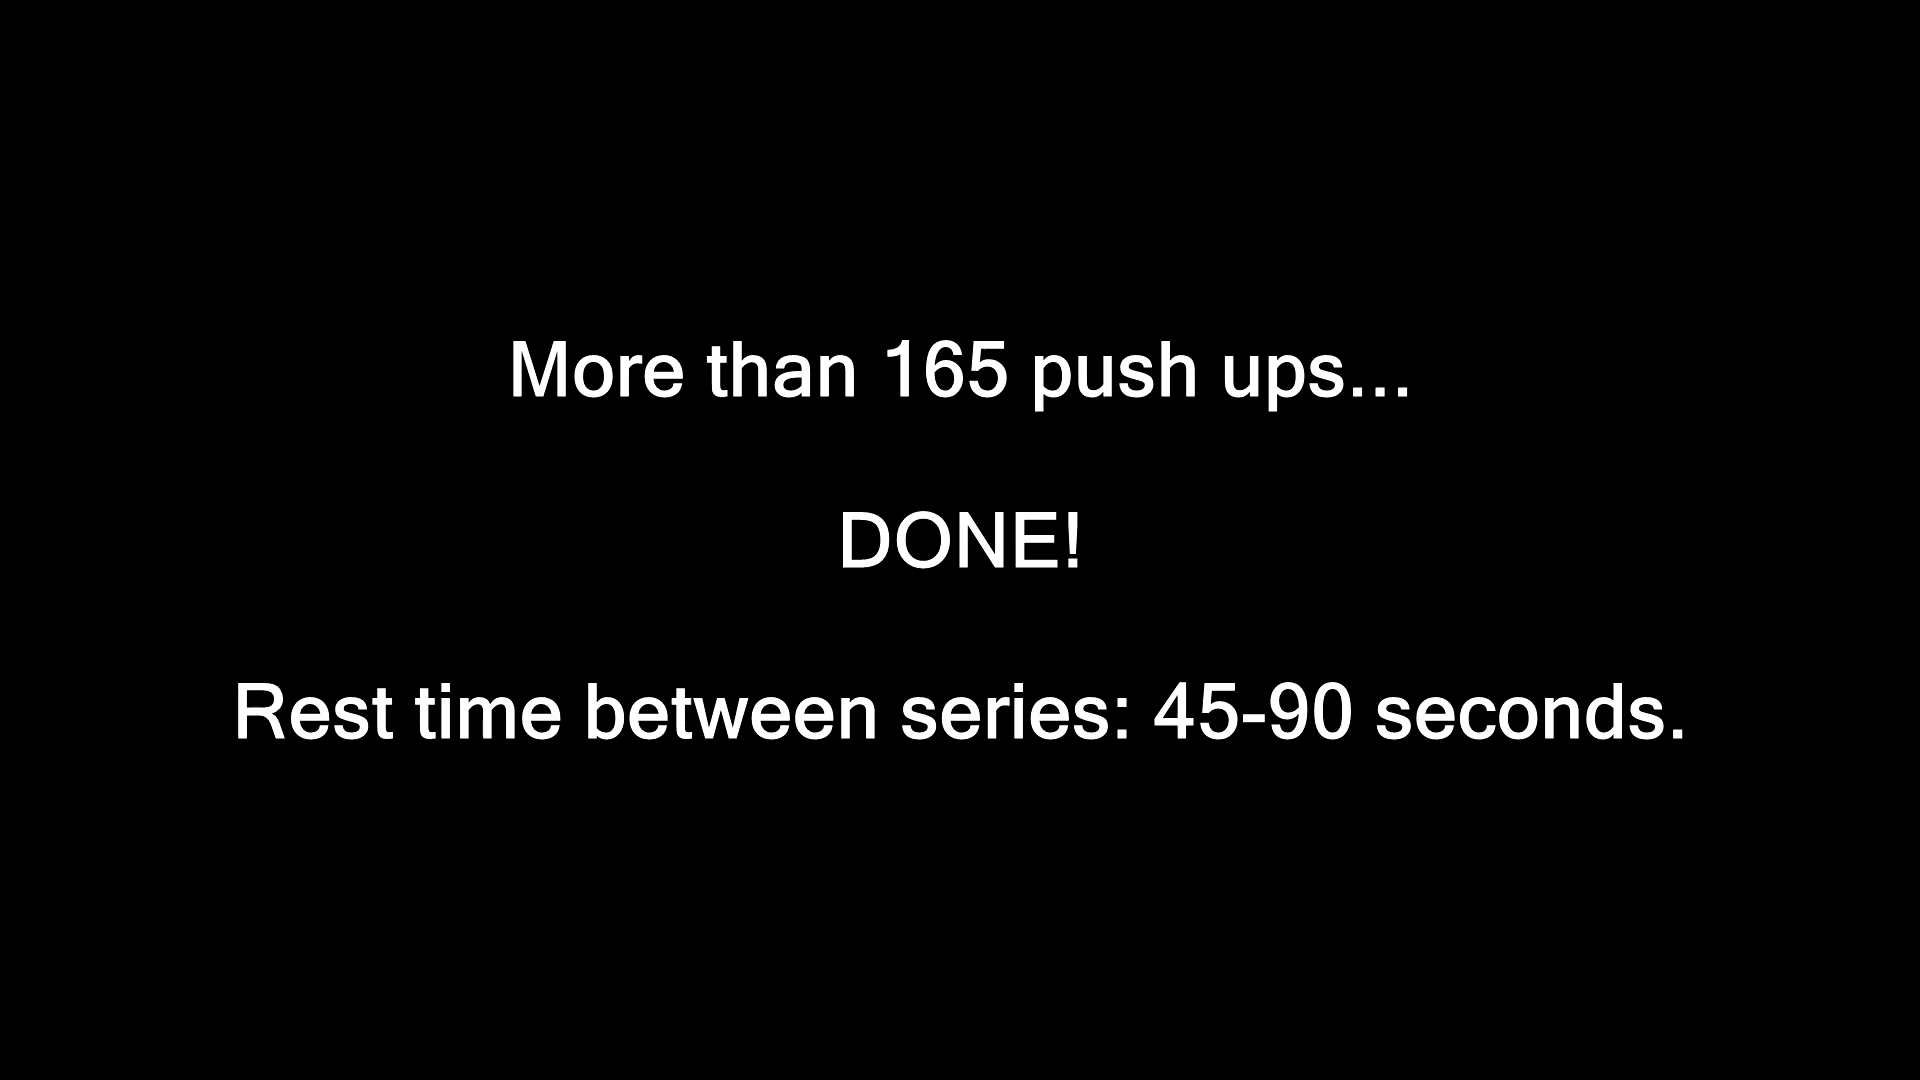 More than 165 push ups...
DONE!
Rest time between series: 45-90 seconds.